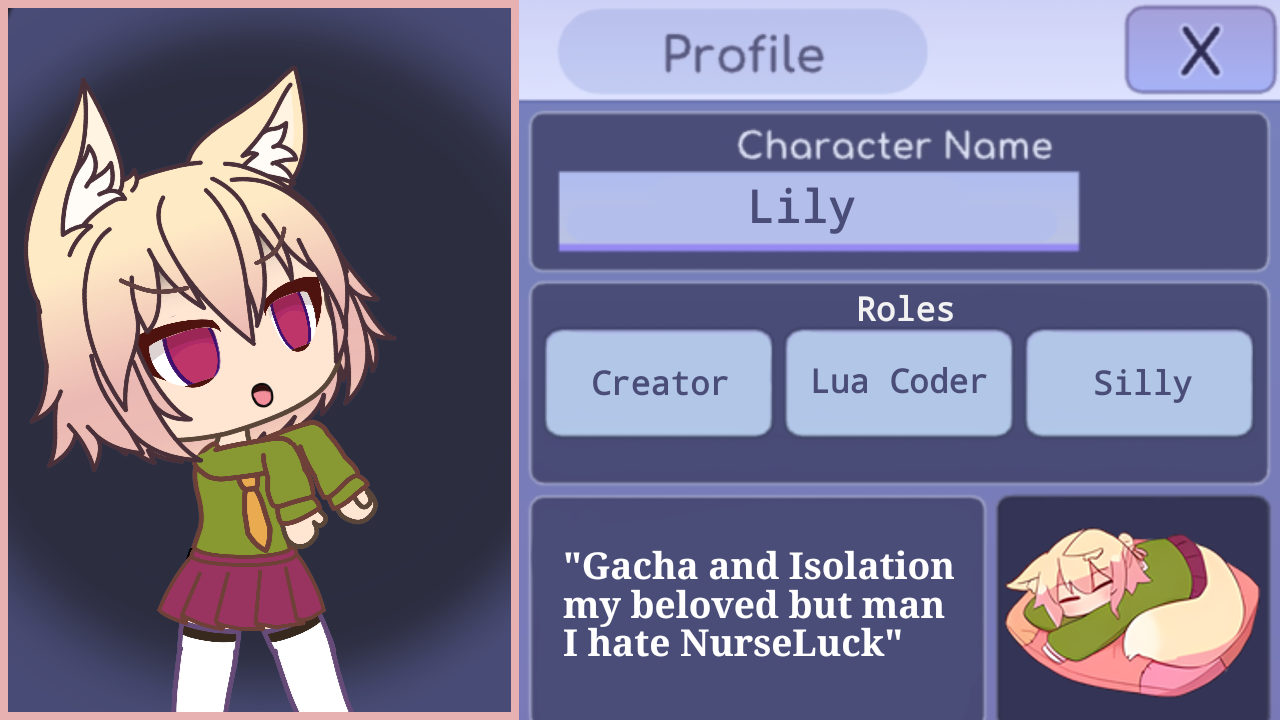 Profile
X
Character Name
Lily
Roles
Creator
Lua Coder
Silly
"Gacha and Isolation
my beloved but man
I hate NurseLuck"